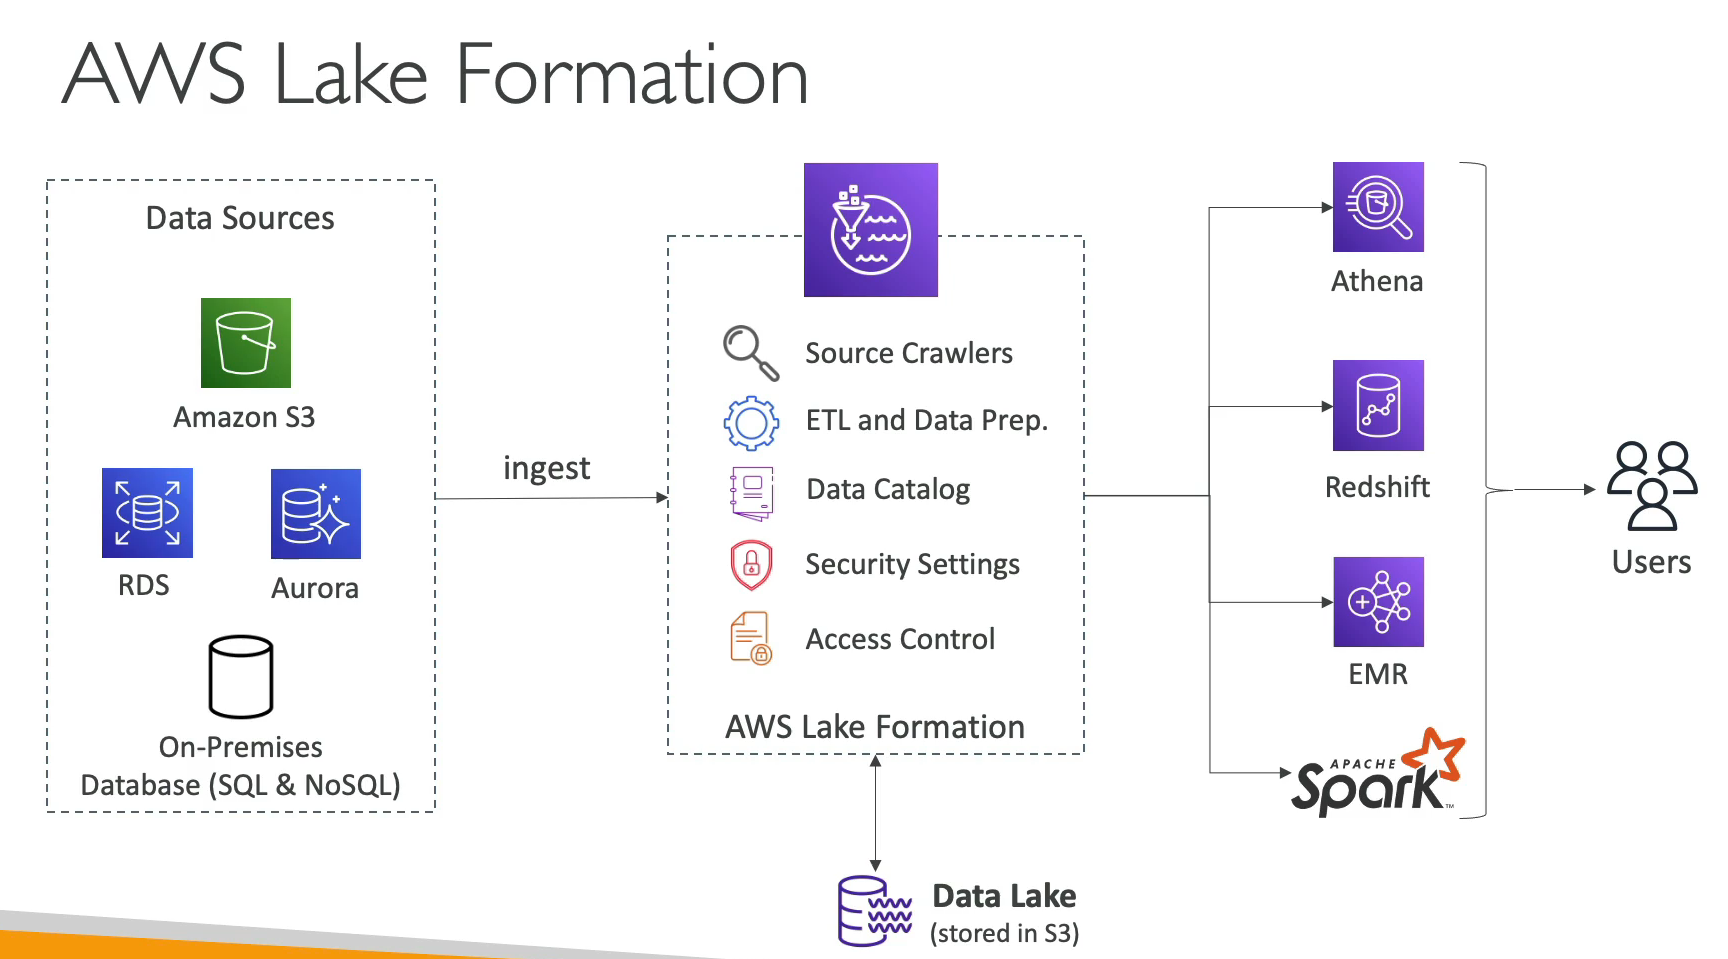 AWS Lake Formation
Data Sources
Amazon S3
RDS
Aurora
On-Premises
Database (SQL & NoSQL)
ingest
Source Crawlers
ETL and Data Prep.
Data Catalog
Security Settings
Access Control
AWS Lake Formation
Data Lake
(stored in S3)
Athena
Redshift
EMR
APACHE
Spark™
Users